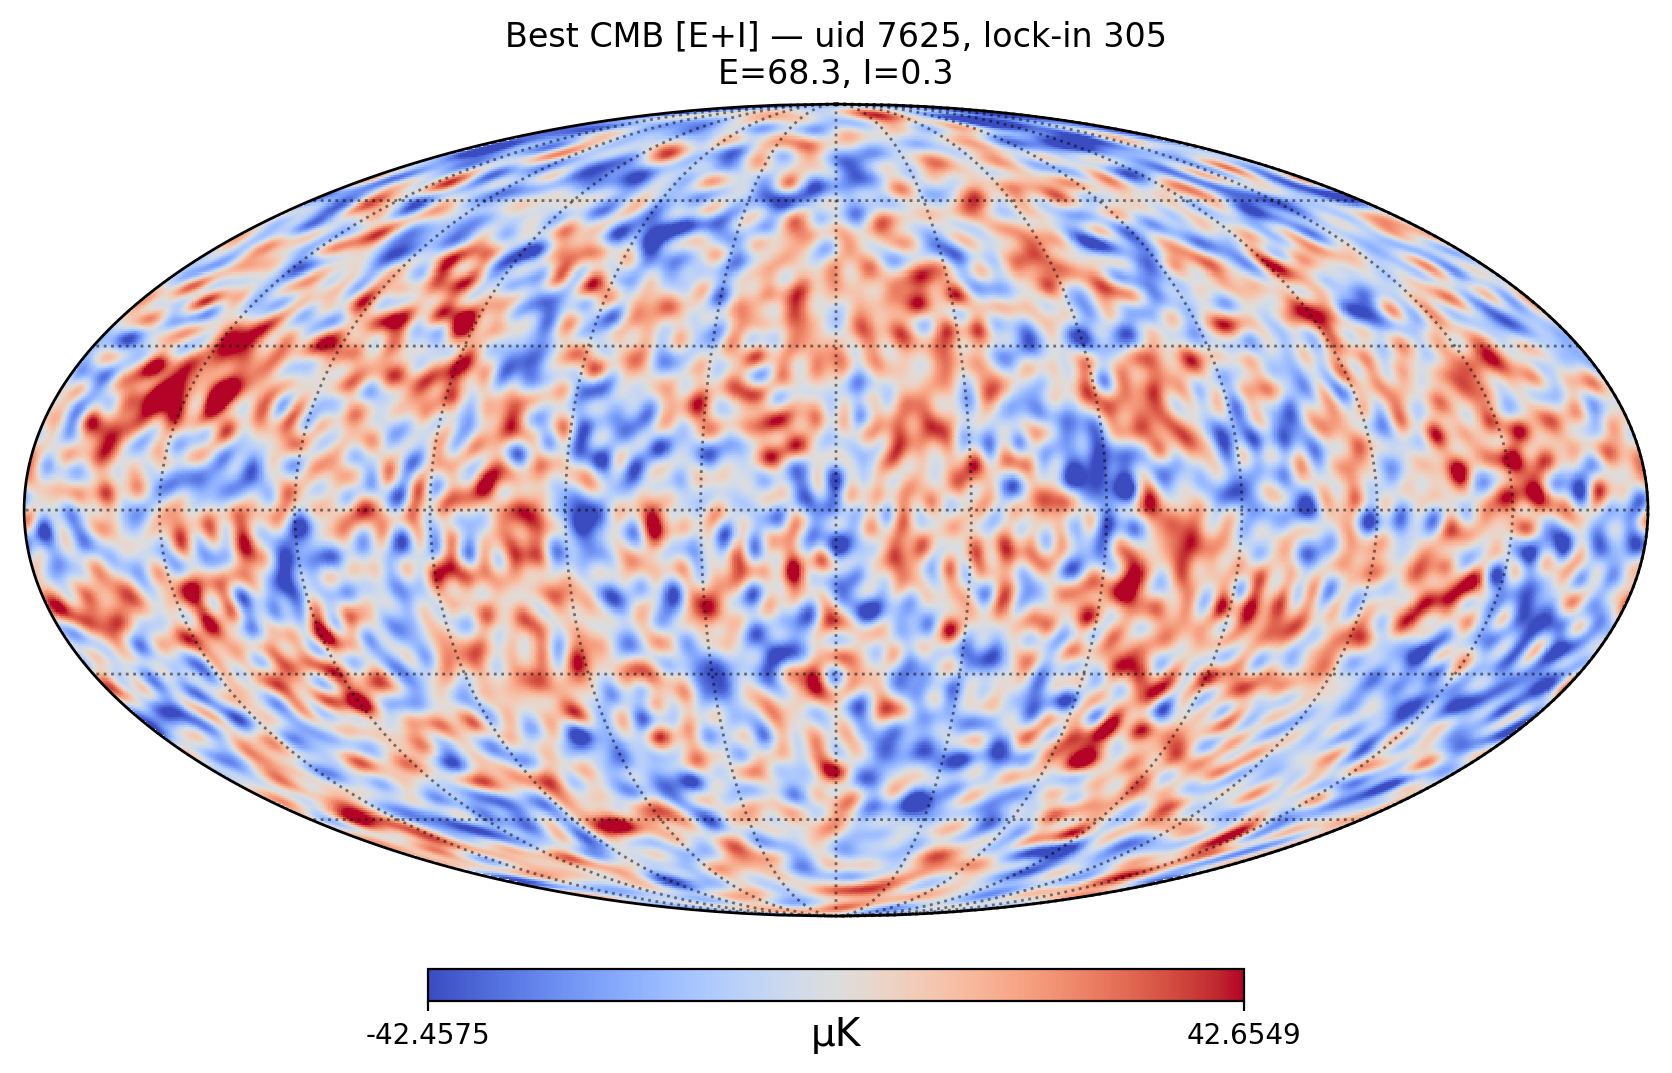 Best CMB [E+I] — uid 7625, lock-in 305
E=68.3, I=0.3
-42.4575 μK 42.6549